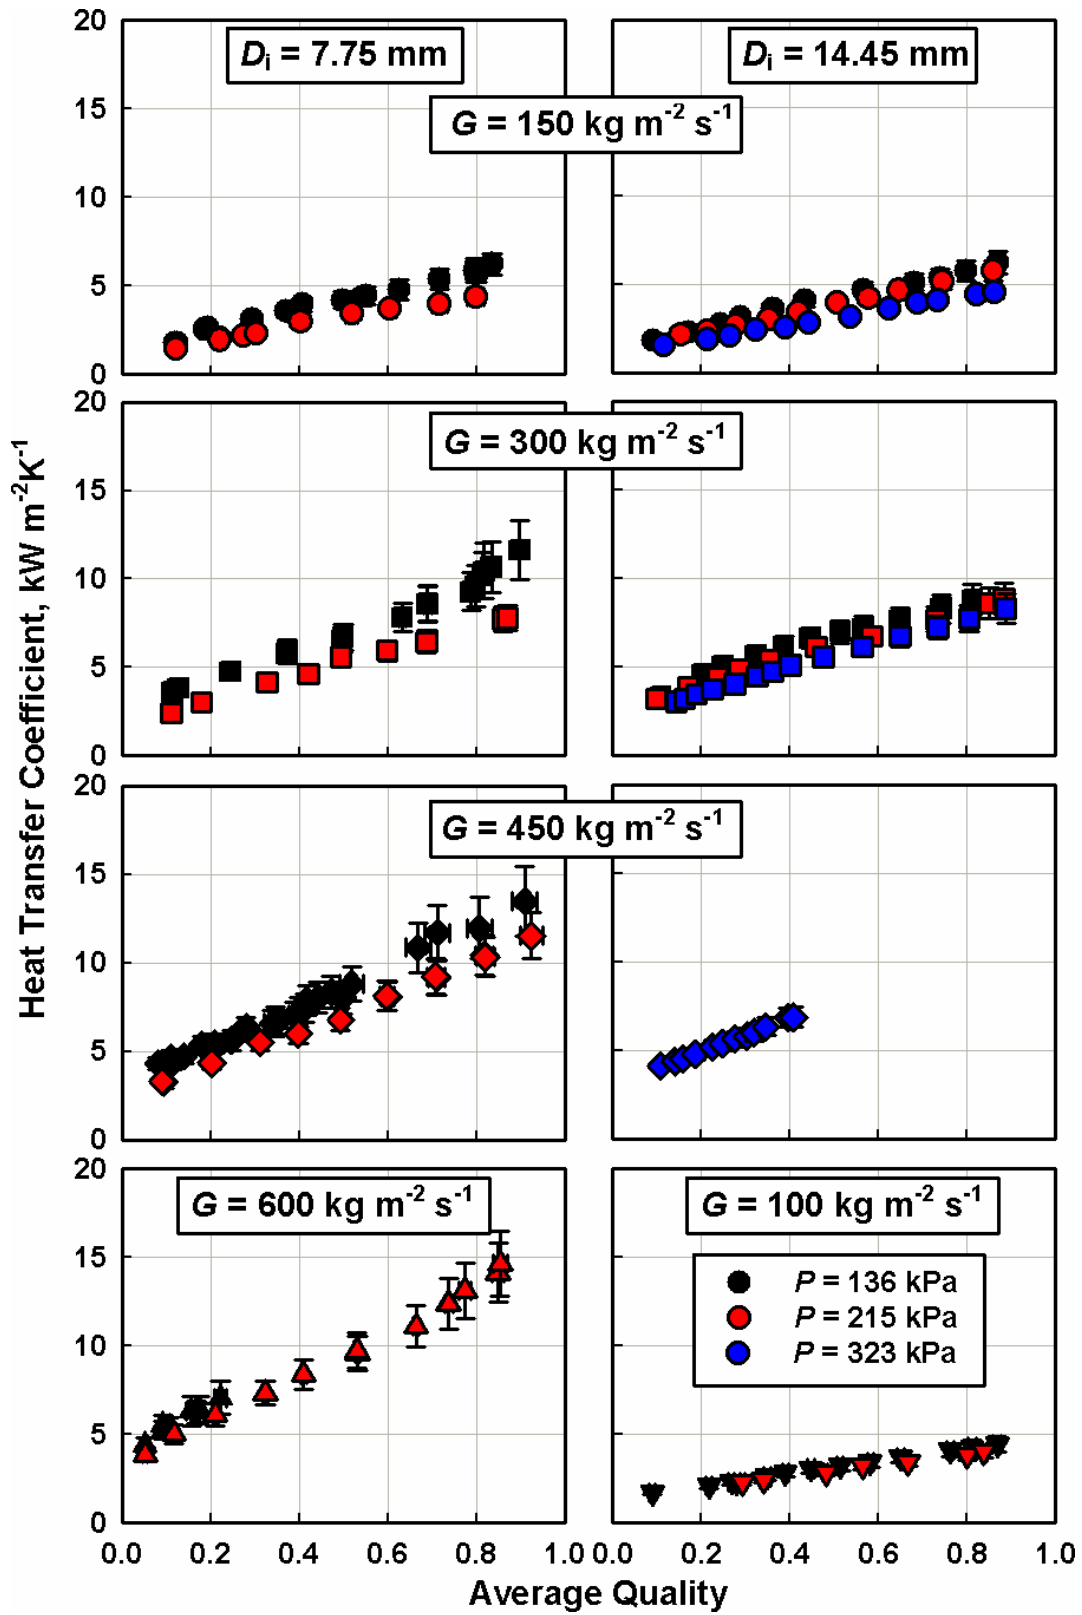 Heat Transfer Coefficient, kW m⁻²K⁻¹
Dᵢ = 7.75 mm
Dᵢ = 14.45 mm
G = 150 kg m⁻² s⁻¹
20
15
10
5
0
G = 300 kg m⁻² s⁻¹
20
15
10
5
0
G = 450 kg m⁻² s⁻¹
20
15
10
5
0
G = 600 kg m⁻² s⁻¹
G = 100 kg m⁻² s⁻¹
P = 136 kPa
P = 215 kPa
P = 323 kPa
20
15
10
5
0
0.0 0.2 0.4 0.6 0.8 1.0 0.0 0.2 0.4 0.6 0.8 1.0
Average Quality